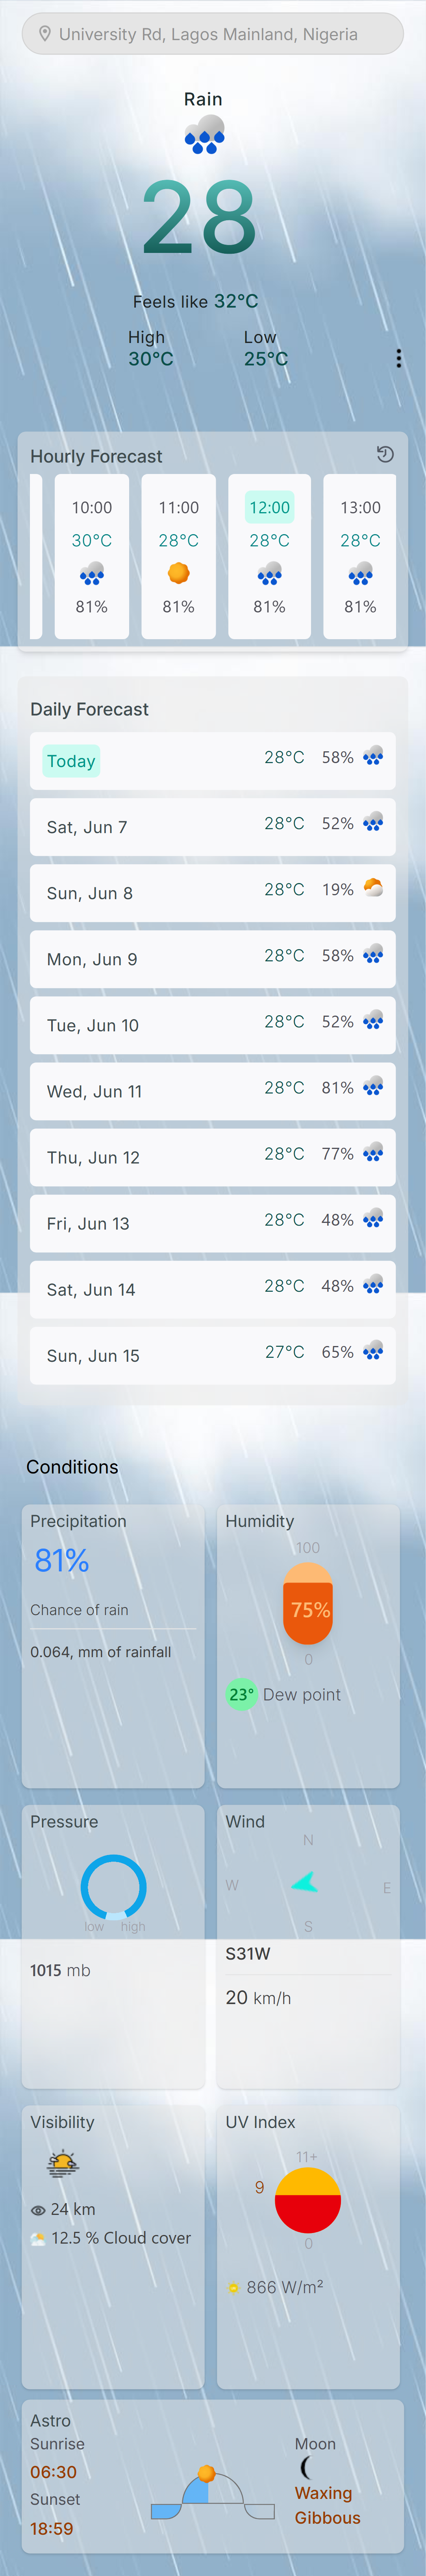 University Rd, Lagos Mainland, Nigeria
Rain
28
Feels like 32°C
High Low
30°C 25°C
Hourly Forecast
10:00 11:00 12:00 13:00
30°C 28°C 28°C 28°C
81% 81% 81% 81%
Daily Forecast
Today 28°C 58%
Sat, Jun 7 28°C 52%
Sun, Jun 8 28°C 19%
Mon, Jun 9 28°C 58%
Tue, Jun 10 28°C 52%
Wed, Jun 11 28°C 81%
Thu, Jun 12 28°C 77%
Fri, Jun 13 28°C 48%
Sat, Jun 14 28°C 48%
Sun, Jun 15 27°C 65%
Conditions
Precipitation
81%
Chance of rain
0.064, mm of rainfall
Humidity
100
75%
0
23° Dew point
Pressure
low high
1015 mb
Wind
N
W E
S
S31W
20 km/h
Visibility
24 km
12.5 % Cloud cover
UV Index
11+
9
0
866 W/m²
Astro
Sunrise
06:30
Sunset
18:59
Moon
Waxing
Gibbous